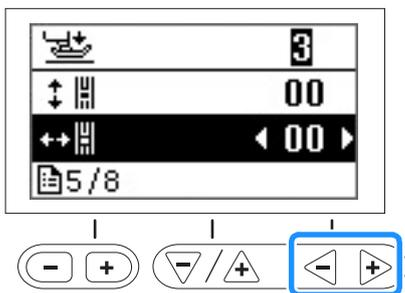 3
00
00
5/8
- + - / + - +